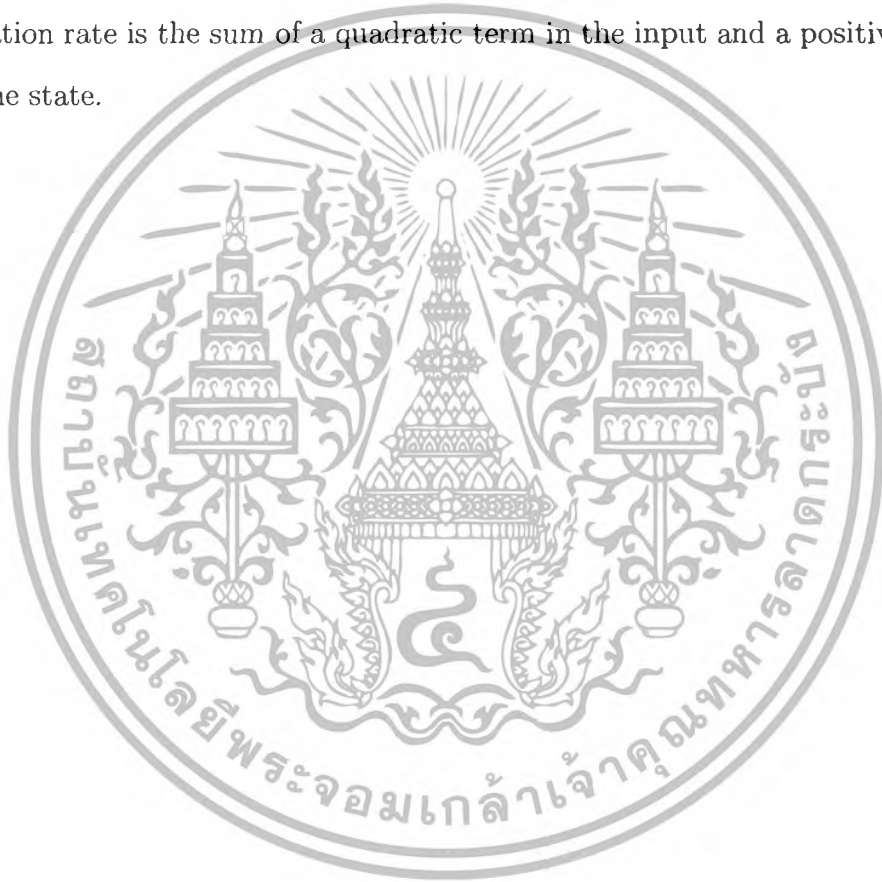 ation rate is the sum of a quadratic term in the input and a positiv
ne state.
สถาบันเทคโนโลยีพระจอมเกล้าเจ้าคุณทหารลาดกระบัง